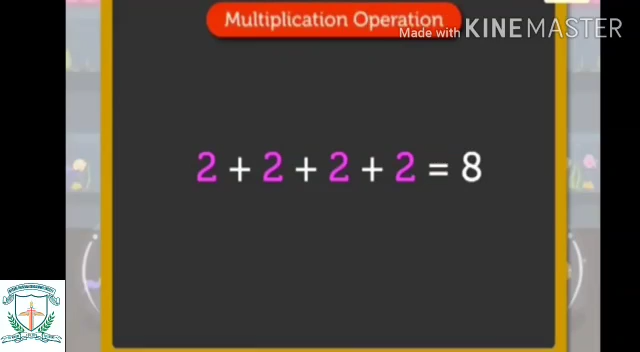 Multiplication Operation
Made with KINEMASTER
2 + 2 + 2 + 2 = 8